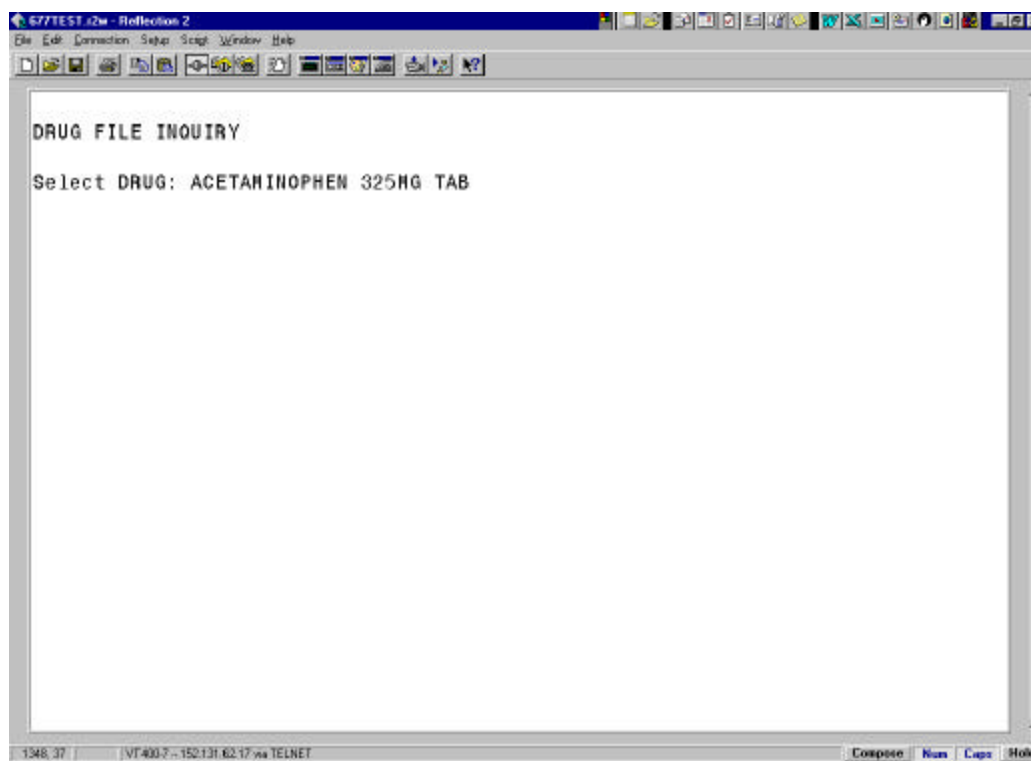 677TEST.r2w - Reflection 2
File Edit Connection Setup Script Window Help
DRUG FILE INQUIRY
Select DRUG: ACETAMINOPHEN 325MG TAB
1348, 37 VT400-7 -- 152.131.62.17 via TELNET Compose Num Caps Hold